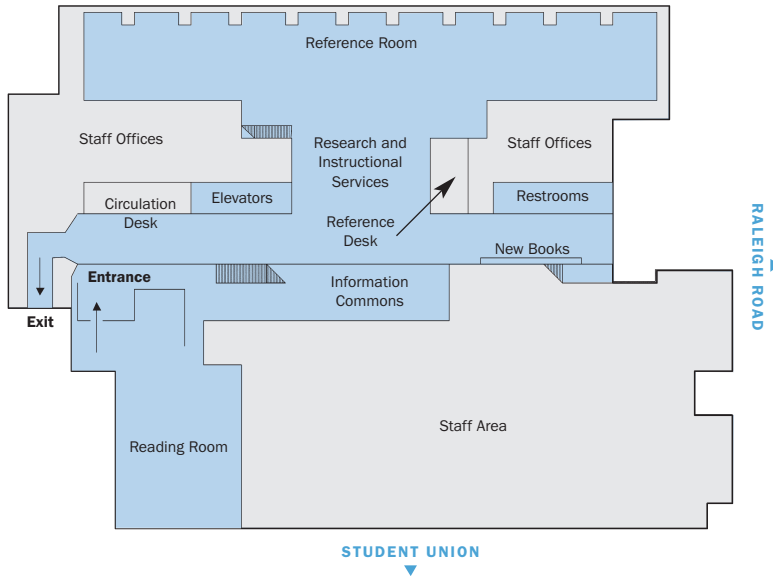 Reference Room
Staff Offices
Research and
Instructional
Services
Staff Offices
Circulation
Desk
Elevators
Restrooms
Reference
Desk
New Books
Entrance
Information
Commons
Exit
RALEIGH ROAD
Staff Area
Reading Room
STUDENT UNION